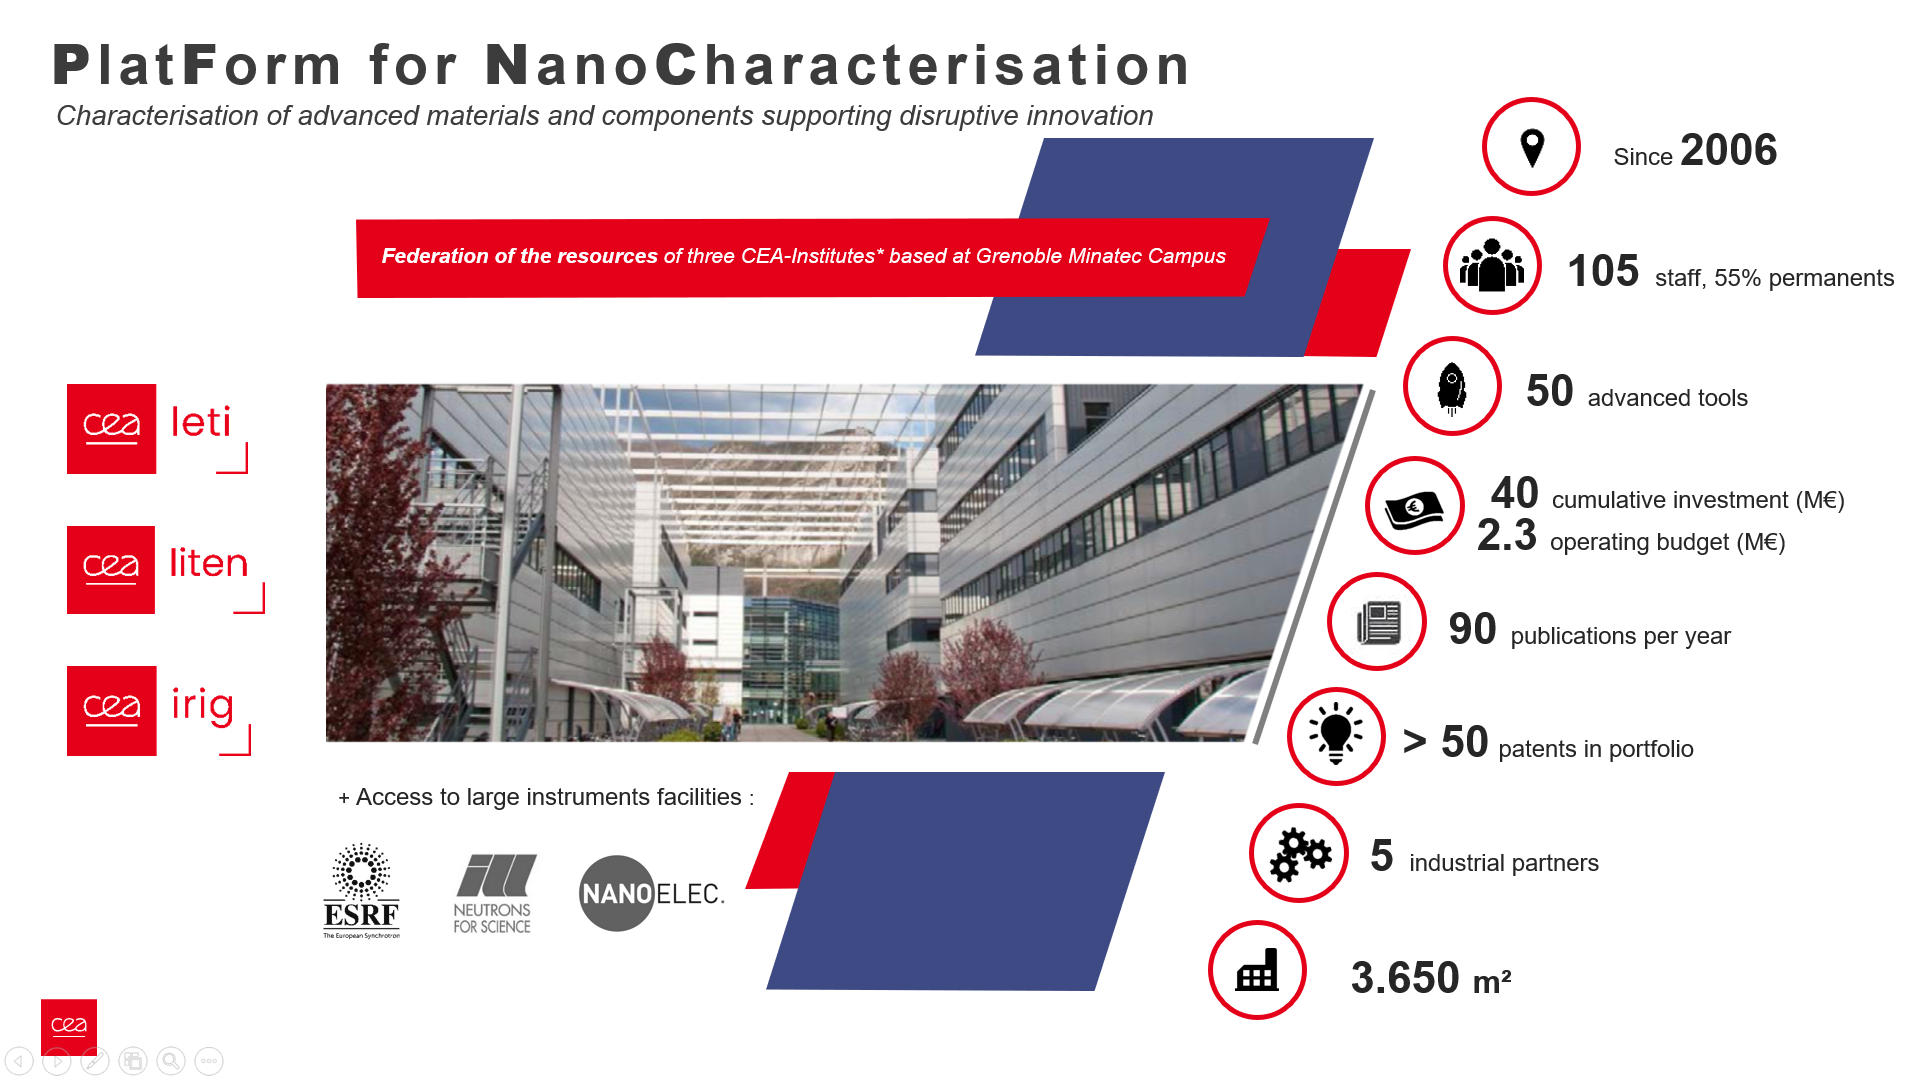 PlatForm for NanoCharacterisation
Characterisation of advanced materials and components supporting disruptive innovation
Federation of the resources of three CEA-Institutes* based at Grenoble Minatec Campus
cea leti
cea liten
cea irig
+ Access to large instruments facilities :
ESRF
The European Synchrotron
ill
NEUTRONS
FOR SCIENCE
NANOELEC.
Since 2006
105 staff, 55% permanents
50 advanced tools
40 cumulative investment (M€)
2.3 operating budget (M€)
90 publications per year
> 50 patents in portfolio
5 industrial partners
3.650 m²
cea